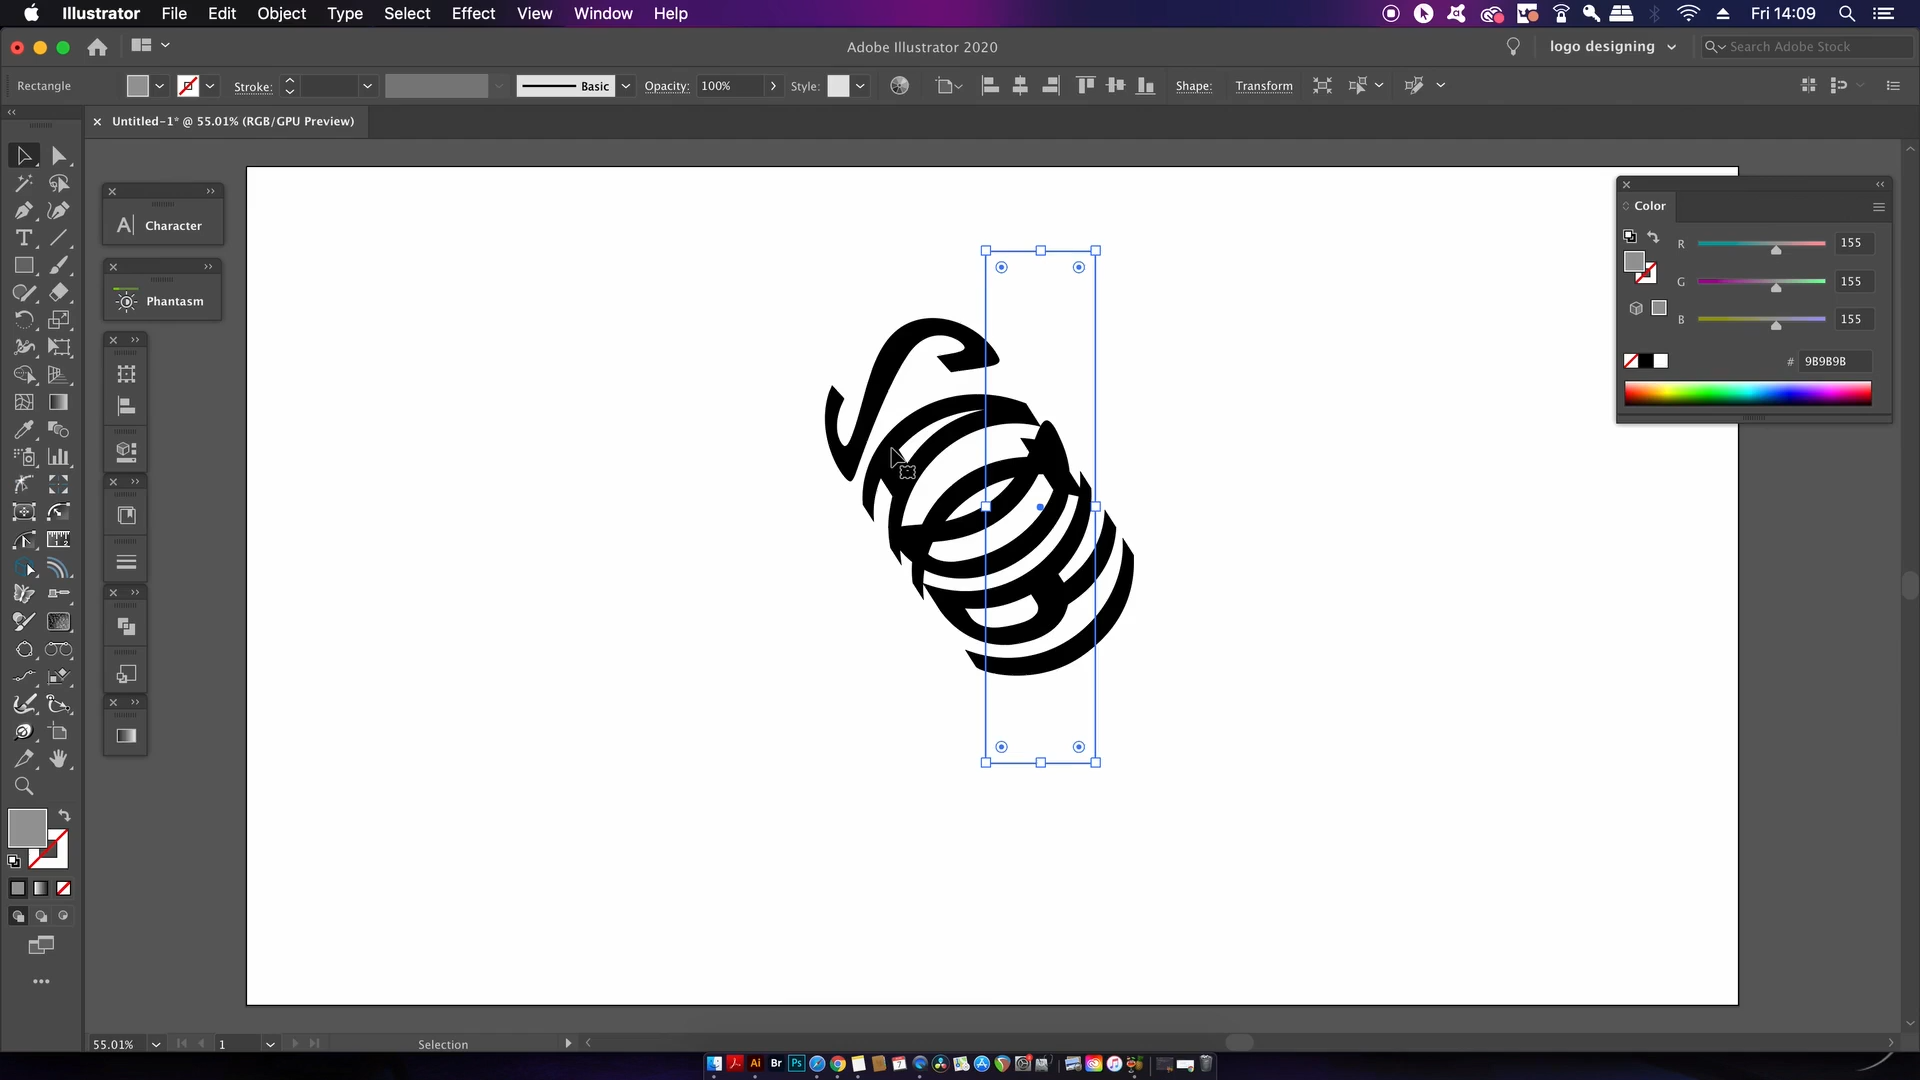 Illustrator File Edit Object Type Select Effect View Window Help Fri 14:09
Adobe Illustrator 2020 logo designing Search Adobe Stock
Rectangle Stroke: Basic Opacity: 100% Style: Shape: Transform
Untitled-1* @ 55.01% (RGB/GPU Preview)
Character
Phantasm
Color
R 155
G 155
B 155
# 9B9B9B
55.01% 1 Selection